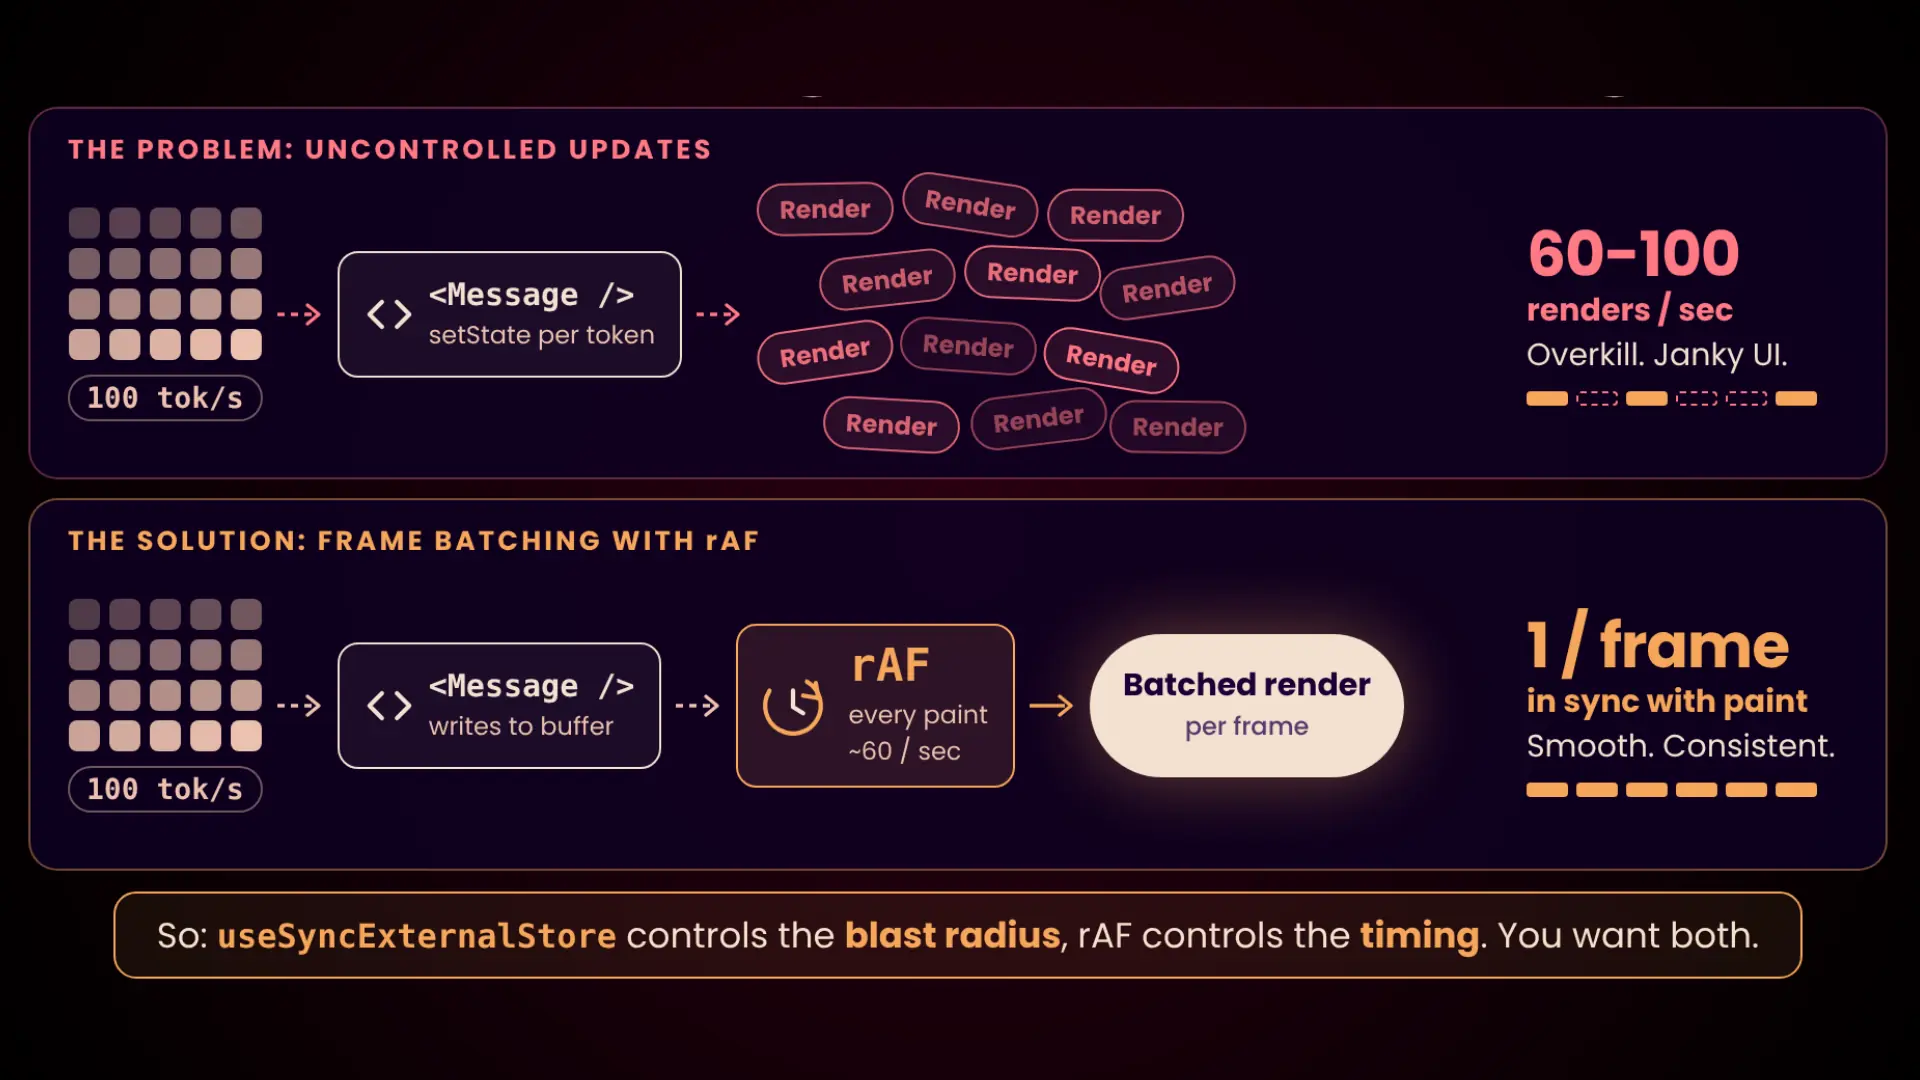 THE PROBLEM: UNCONTROLLED UPDATES
100 tok/s
<Message />
setState per token
Render
Render
Render
Render
Render
Render
Render
Render
Render
Render
Render
Render
60–100
renders / sec
Overkill. Janky UI.
THE SOLUTION: FRAME BATCHING WITH rAF
100 tok/s
<Message />
writes to buffer
rAF
every paint
~60 / sec
Batched render
per frame
1 / frame
in sync with paint
Smooth. Consistent.
So: useSyncExternalStore controls the blast radius, rAF controls the timing. You want both.